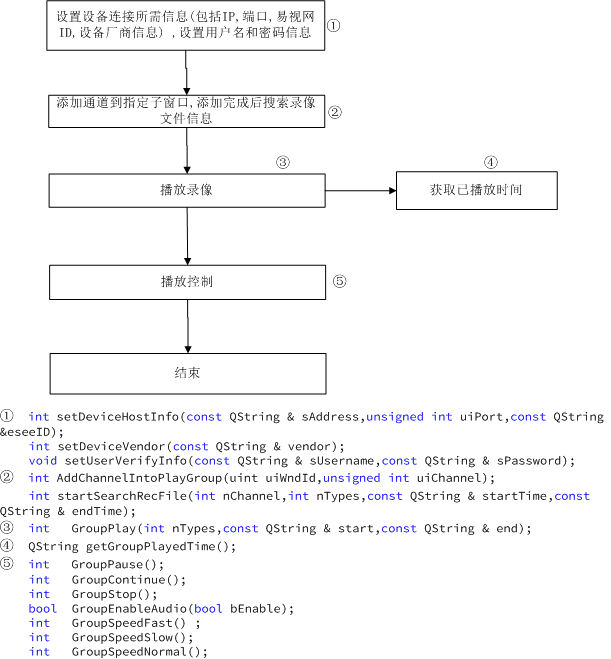 设置设备连接所需信息(包括IP,端口,易视网
ID,设备厂商信息),设置用户名和密码信息
①
添加通道到指定子窗口,添加完成后搜索录像
文件信息
②
③
④
播放录像
获取已播放时间
播放控制
⑤
结束
① int setDeviceHostInfo(const QString & sAddress,unsigned int uiPort,const QString
&eseeID);
int setDeviceVendor(const QString & vendor);
void setUserVerifyInfo(const QString & sUsername,const QString & sPassword);
② int AddChannelIntoPlayGroup(uint uiWndId,unsigned int uiChannel);
int startSearchRecFile(int nChannel,int nTypes,const QString & startTime,const
QString & endTime);
③ int GroupPlay(int nTypes,const QString & start,const QString & end);
④ QString getGroupPlayedTime();
⑤ int GroupPause();
int GroupContinue();
int GroupStop();
bool GroupEnableAudio(bool bEnable);
int GroupSpeedFast() ;
int GroupSpeedSlow();
int GroupSpeedNormal();